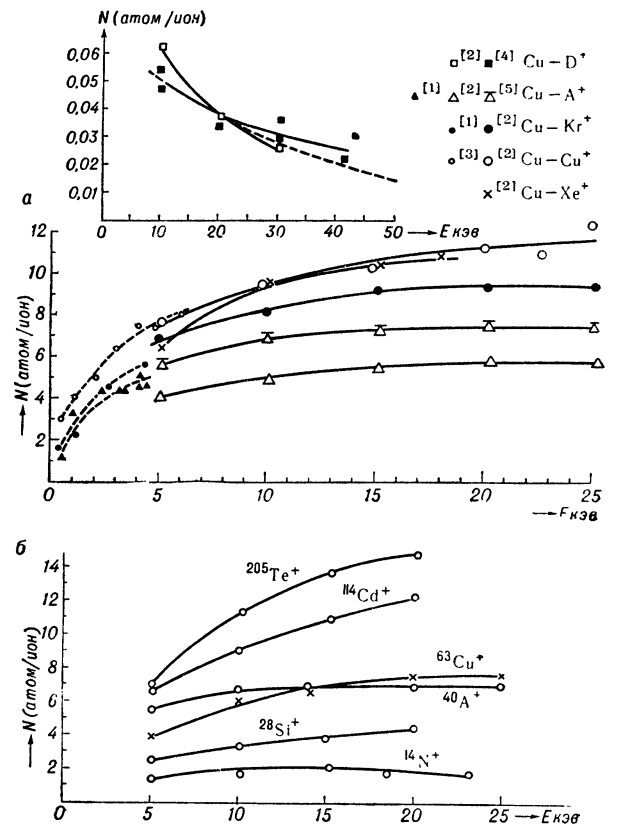 N (атом/ион)
0,06
0,05
0,04
0,03
0,02
0,01
0 10 20 30 40 50 → E кэв
□[2] ■[4] Cu – D⁺
▲[1] △[2] △[5] Cu – A⁺
●[1] ●[2] Cu – Kr⁺
○[3] ○[2] Cu – Cu⁺
×[2] Cu – Xe⁺
а
→ N (атом/ион)
12
10
8
6
4
2
0 5 10 15 20 25
→ E кэв
б
→ N (атом/ион)
14
12
10
8
6
4
2
²⁰⁵Te⁺
¹¹⁴Cd⁺
⁶³Cu⁺
⁴⁰A⁺
²⁸Si⁺
¹⁴N⁺
0 5 10 15 20 25 → E кэв